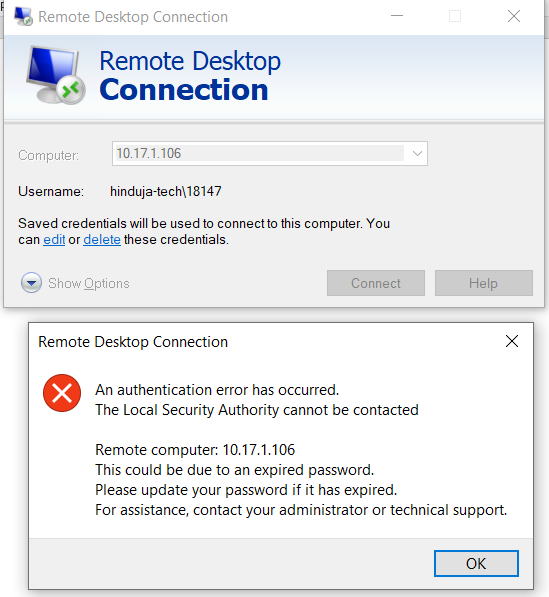 Remote Desktop Connection
Remote Desktop
Connection
Computer: 10.17.1.106
Username: hinduja-tech\18147
Saved credentials will be used to connect to this computer. You
can edit or delete these credentials.
Show Options Connect Help
Remote Desktop Connection
An authentication error has occurred.
The Local Security Authority cannot be contacted
Remote computer: 10.17.1.106
This could be due to an expired password.
Please update your password if it has expired.
For assistance, contact your administrator or technical support.
OK